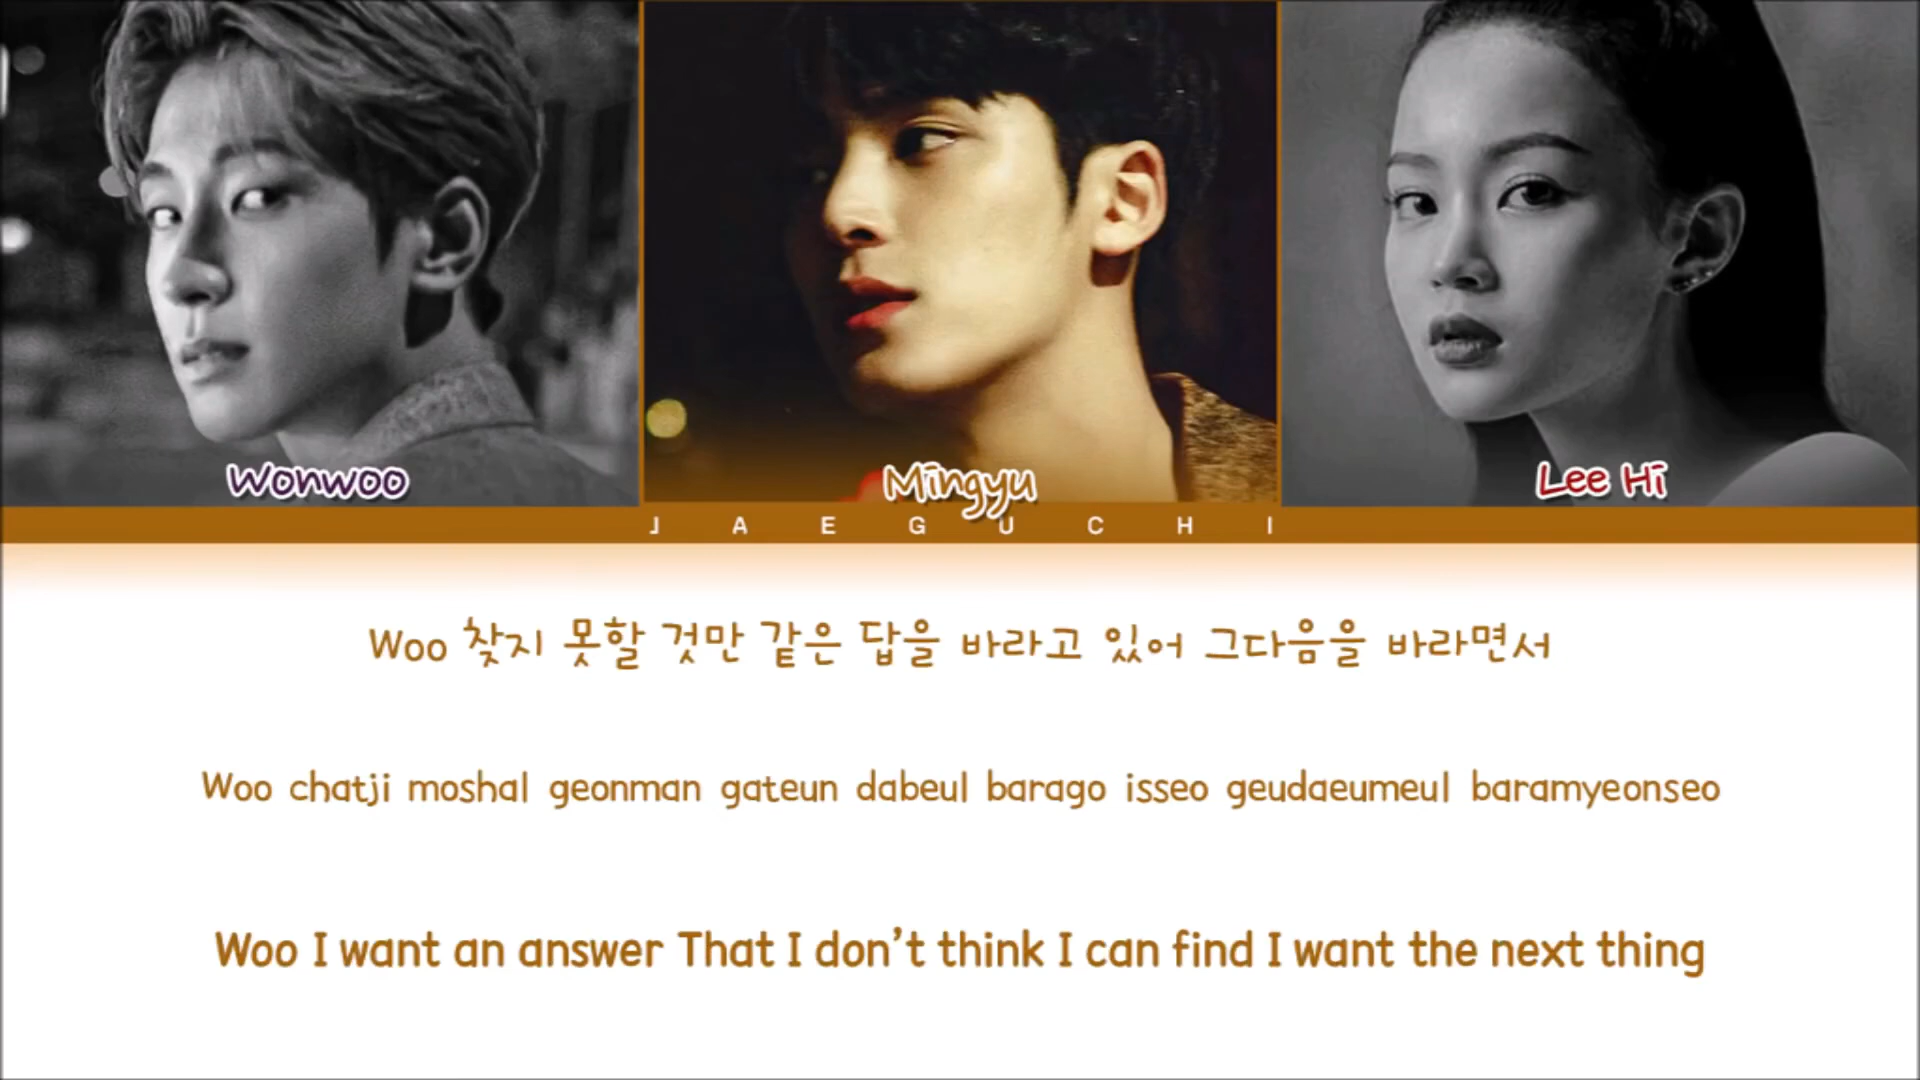 Wonwoo
Mingyu
Lee Hi
JAEGUCHI
Woo 찾지 못할 것만 같은 답을 바라고 있어 그다음을 바라면서
Woo chatji moshal geonman gateun dabeul barago isseo geudaeumeul baramyeonseo
Woo I want an answer That I don't think I can find I want the next thing